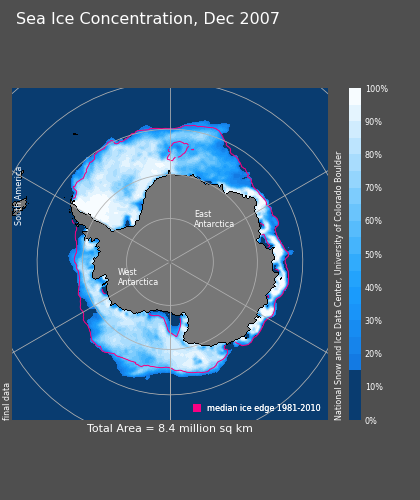 Sea Ice Concentration, Dec 2007
100%
90%
80%
70%
60%
50%
40%
30%
20%
10%
0%
National Snow and Ice Data Center, University of Colorado Boulder
South America
East
Antarctica
West
Antarctica
final data
median ice edge 1981-2010
Total Area = 8.4 million sq km